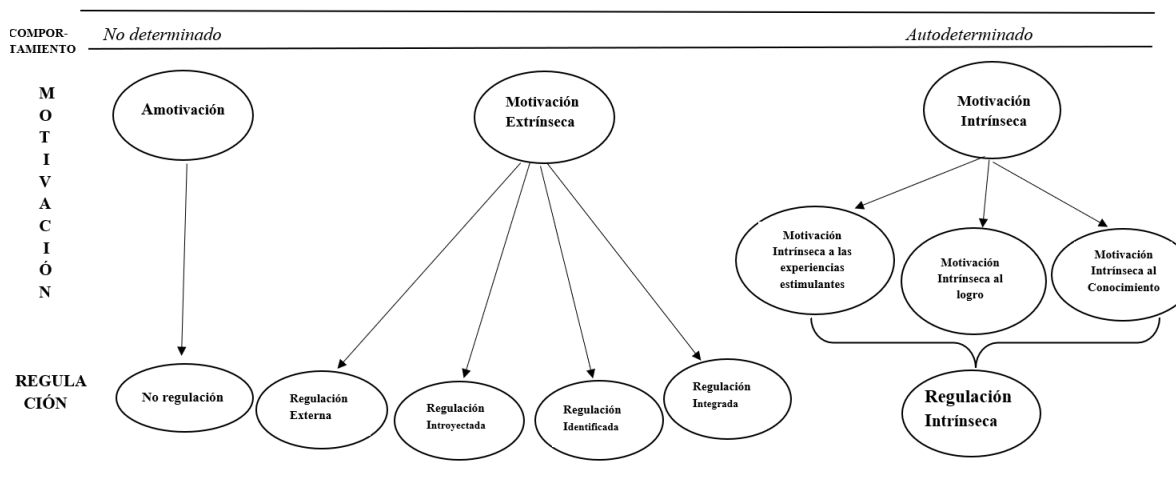 COMPOR-
TAMIENTO
No determinado
Autodeterminado
M
O
T
I
V
A
C
I
Ó
N
Amotivación
Motivación
Extrínseca
Motivación
Intrínseca
Motivación
Intrínseca a las
experiencias
estimulantes
Motivación
Intrínseca al
logro
Motivación
Intrínseca al
Conocimiento
REGULA
CIÓN
No regulación
Regulación
Externa
Regulación
Introyectada
Regulación
Identificada
Regulación
Integrada
Regulación
Intrínseca